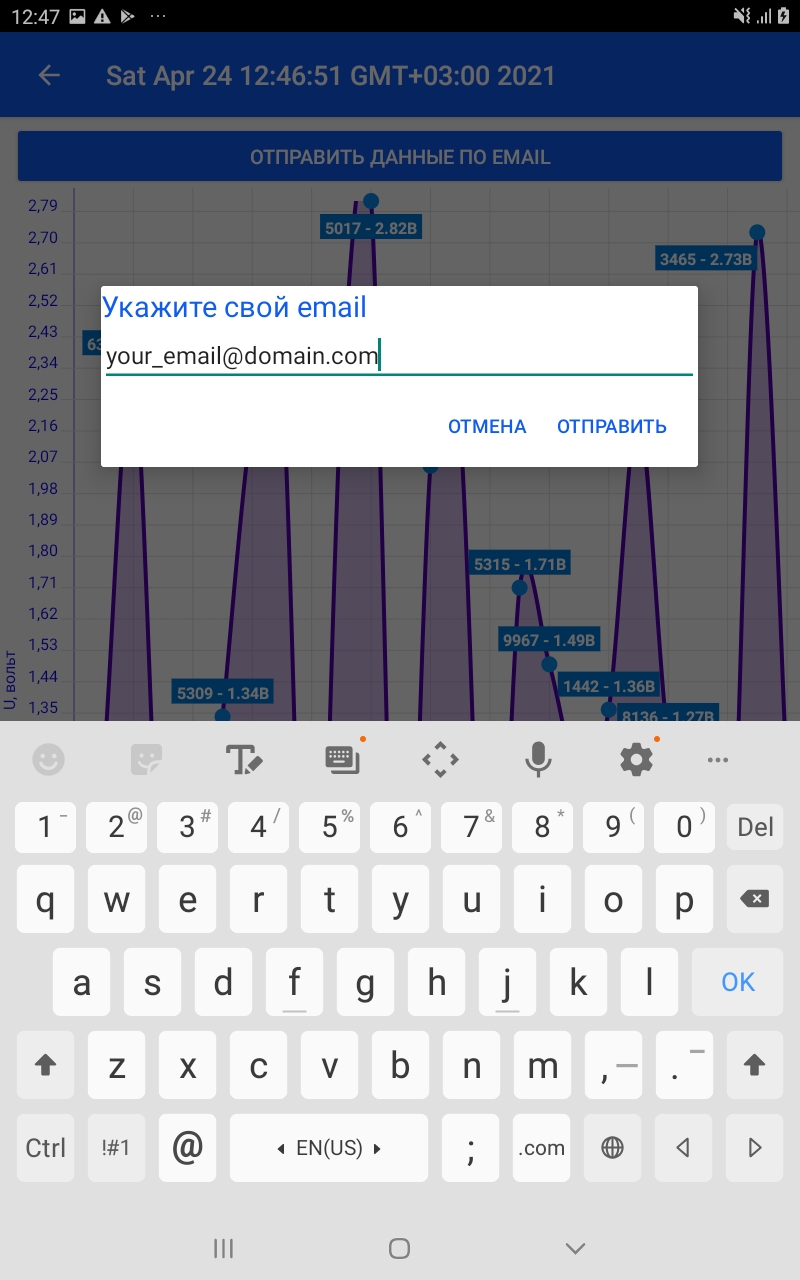 12:47
Sat Apr 24 12:46:51 GMT+03:00 2021
ОТПРАВИТЬ ДАННЫЕ ПО EMAIL
2,79
5017 - 2.82В
2,70
3465 - 2.73В
2,61
2,52
Укажите свой email
2,43
2,34
your_email@domain.com
2,25
2,16
ОТМЕНА ОТПРАВИТЬ
2,07
1,98
1,89
1,80
5315 - 1.71В
1,71
1,62
9967 - 1.49В
1,53
1,44
1442 - 1.36В
5309 - 1.34В
1,35
8136 - 1.27В
U, вольт
1 - 2 @ 3 # 4 / 5 % 6 ^ 7 & 8 * 9 ( 0 ) Del
q w e r t y u i o p
a s d f g h j k l OK
z x c v b n m , — . –
Ctrl !#1 @ EN(US) ; .com